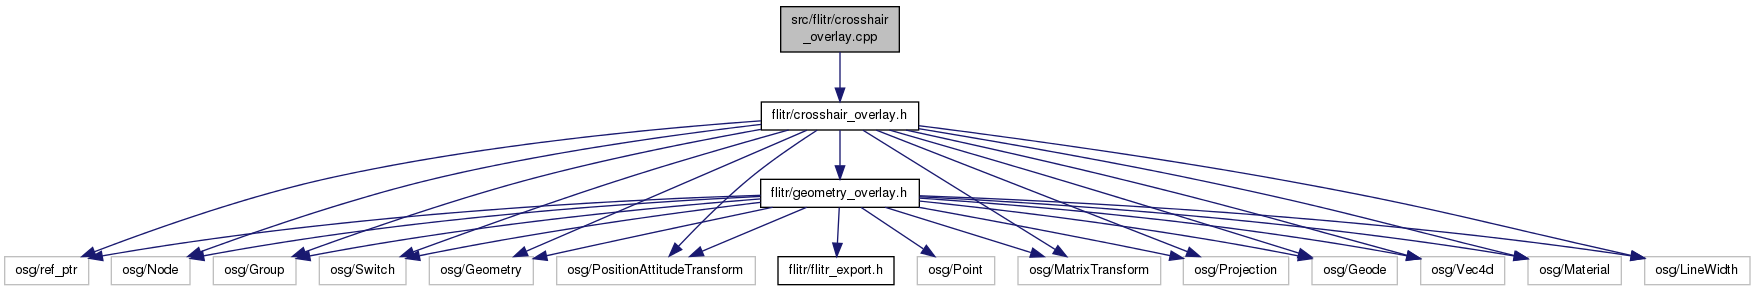 src/flitr/crosshair
_overlay.cpp
flitr/crosshair_overlay.h
flitr/geometry_overlay.h
osg/ref_ptr
osg/Node
osg/Group
osg/Switch
osg/Geometry
osg/PositionAttitudeTransform
flitr/flitr_export.h
osg/Point
osg/MatrixTransform
osg/Projection
osg/Geode
osg/Vec4d
osg/Material
osg/LineWidth